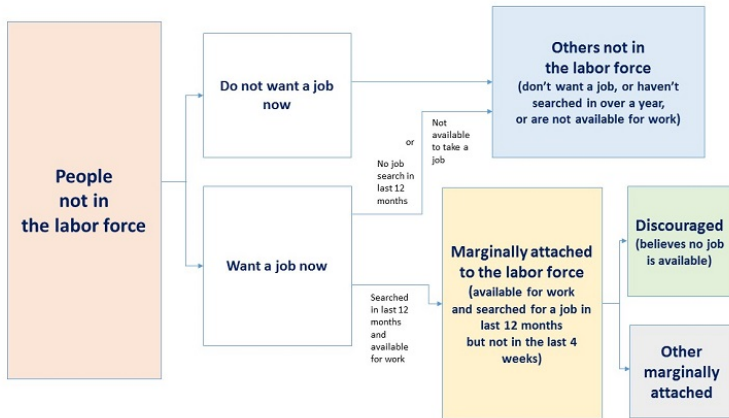 People
not in
the labor force
Do not want a job
now
Want a job now
or
No job
search in
last 12
months
Not
available
to take a
job
Searched
in last 12
months
and
available
for work
Others not in
the labor force
(don't want a job, or haven't
searched in over a year,
or are not available for work)
Marginally attached
to the labor force
(available for work
and searched for a job in
last 12 months
but not in the last 4
weeks)
Discouraged
(believes no job
is available)
Other
marginally
attached